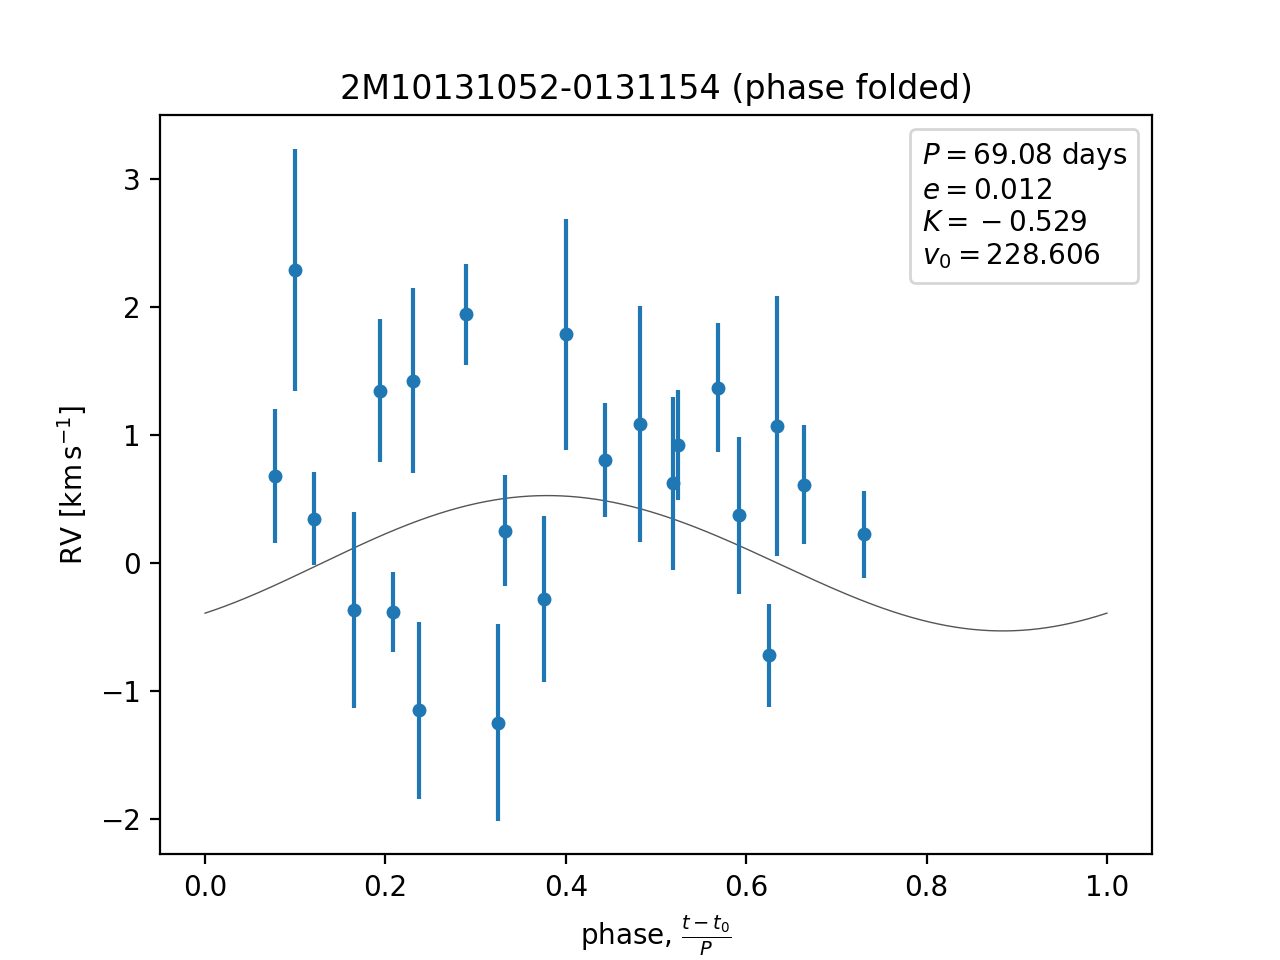 2M10131052-0131154 (phase folded)
P = 69.08 days
e = 0.012
K = −0.529
v₀ = 228.606
RV [km s⁻¹]
3
2
1
0
−1
−2
0.0 0.2 0.4 0.6 0.8 1.0
phase, (t − t₀)/P